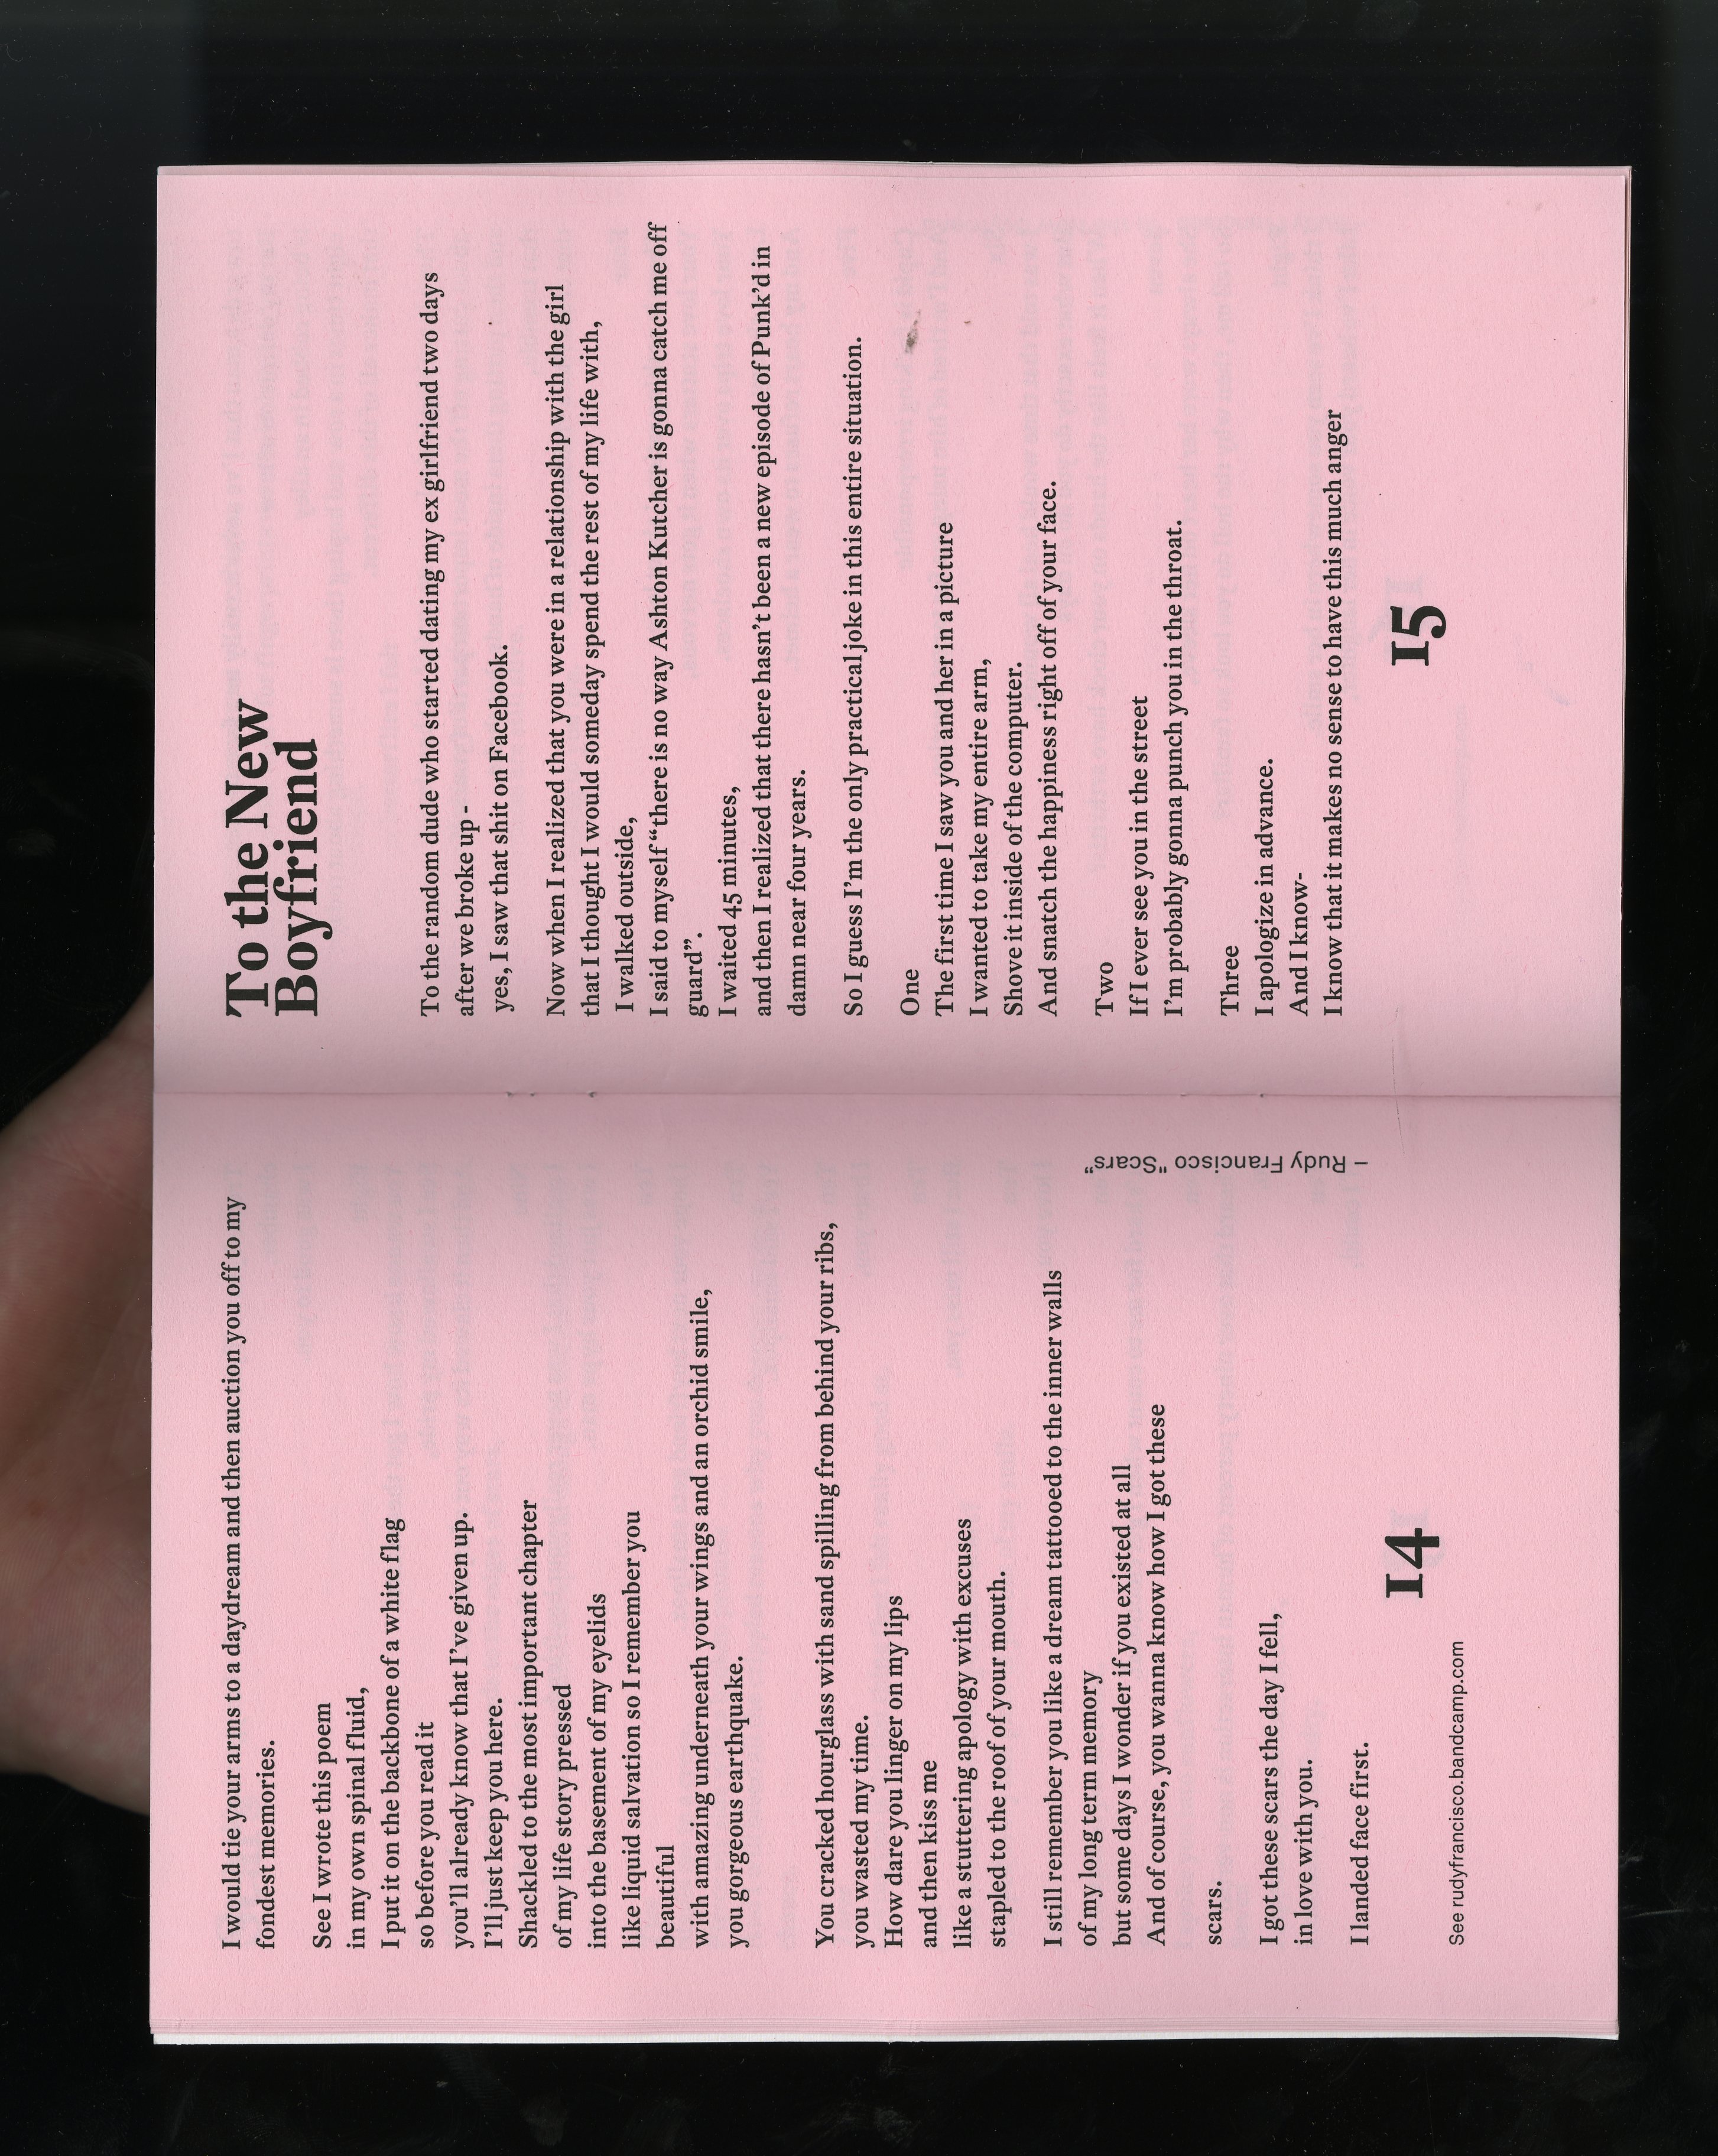 I would tie your arms to a daydream and then auction you off to my
fondest memories.
See I wrote this poem
in my own spinal fluid,
I put it on the backbone of a white flag
so before you read it
you'll already know that I've given up.
I'll just keep you here.
Shackled to the most important chapter
of my life story pressed
into the basement of my eyelids
like liquid salvation so I remember you
beautiful
with amazing underneath your wings and an orchid smile,
you gorgeous earthquake.
You cracked hourglass with sand spilling from behind your ribs,
you wasted my time.
How dare you linger on my lips
and then kiss me
like a stuttering apology with excuses
stapled to the roof of your mouth.
I still remember you like a dream tattooed to the inner walls
of my long term memory
but some days I wonder if you existed at all
And of course, you wanna know how I got these
scars.
I got these scars the day I fell,
in love with you.
I landed face first.
– Rudy Francisco "Scars"
See rudyfrancisco.bandcamp.com
14
To the New
Boyfriend
To the random dude who started dating my ex girlfriend two days
after we broke up -
yes, I saw that shit on Facebook.
Now when I realized that you were in a relationship with the girl
that I thought I would someday spend the rest of my life with,
I walked outside,
I said to myself “there is no way Ashton Kutcher is gonna catch me off
guard”.
I waited 45 minutes,
and then I realized that there hasn’t been a new episode of Punk’d in
damn near four years.
So I guess I’m the only practical joke in this entire situation.
One
The first time I saw you and her in a picture
I wanted to take my entire arm,
Shove it inside of the computer.
And snatch the happiness right off of your face.
Two
If I ever see you in the street
I’m probably gonna punch you in the throat.
Three
I apologize in advance.
And I know-
I know that it makes no sense to have this much anger
15